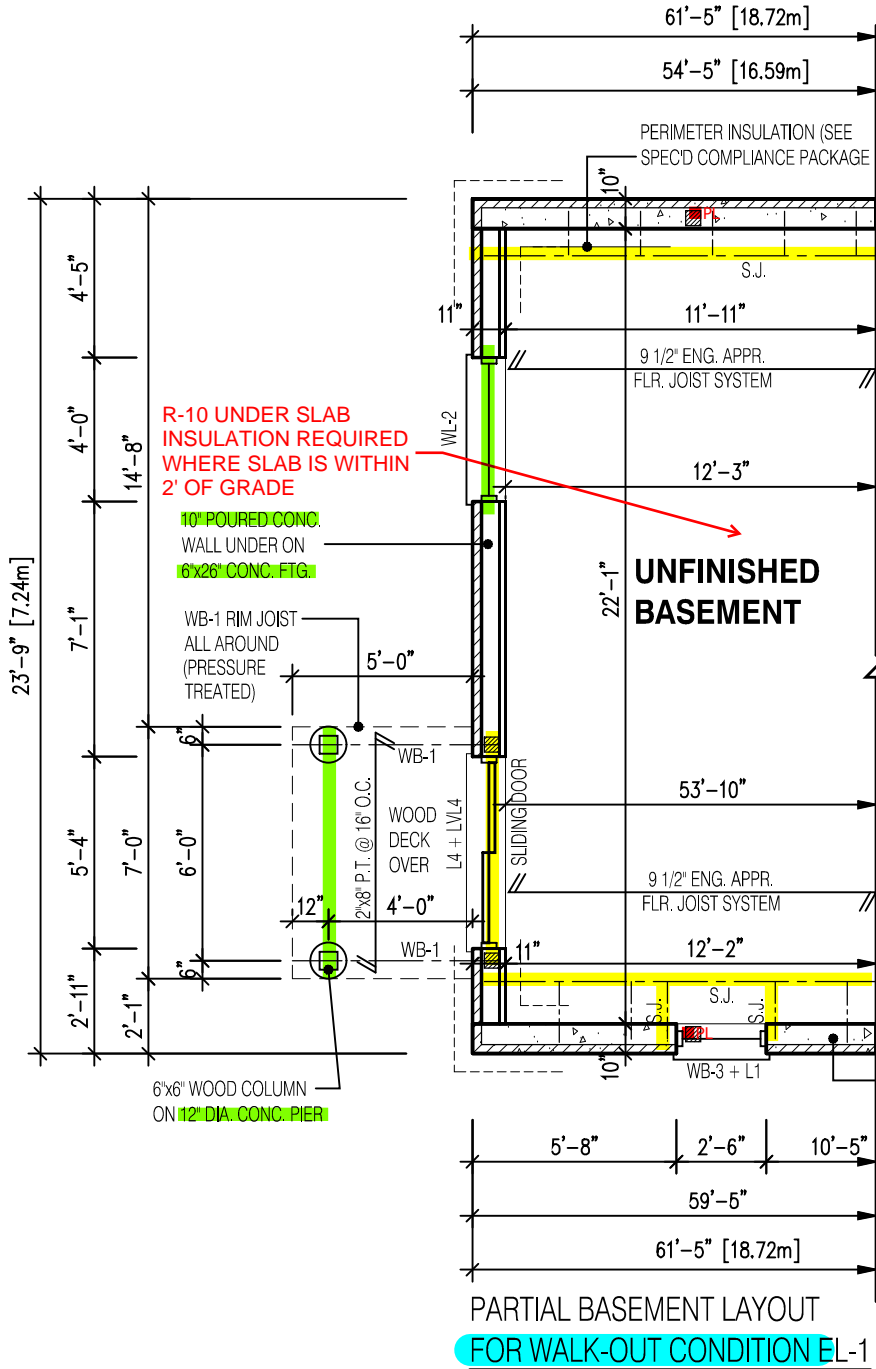 61'-5" [18.72m]
54'-5" [16.59m]
PERIMETER INSULATION (SEE
SPEC'D COMPLIANCE PACKAGE
10"
PL
S.J.
4'-5"
11"
11'-11"
9 1/2" ENG. APPR.
FLR. JOIST SYSTEM
WL-2
4'-0"
14'-8"
R-10 UNDER SLAB
INSULATION REQUIRED
WHERE SLAB IS WITHIN
2' OF GRADE
12'-3"
10" POURED CONC.
WALL UNDER ON
6"x26" CONC. FTG.
UNFINISHED
BASEMENT
22'-1"
23'-9" [7.24m]
7'-1"
WB-1 RIM JOIST
ALL AROUND
(PRESSURE
TREATED)
5'-0"
6"
WB-1
2"x8" P.T. @ 16" O.C.
WOOD
DECK
OVER
L4 + LVL4
SLIDING DOOR
53'-10"
5'-4"
7'-0"
6'-0"
9 1/2" ENG. APPR.
FLR. JOIST SYSTEM
12"
4'-0"
WB-1
11"
12'-2"
6"
2'-11"
2'-1"
S.J.
S.J.
S.J.
PL
10"
WB-3 + L1
6"x6" WOOD COLUMN
ON 12" DIA. CONC. PIER
5'-8"
2'-6"
10'-5"
59'-5"
61'-5" [18.72m]
PARTIAL BASEMENT LAYOUT
FOR WALK-OUT CONDITION EL-1